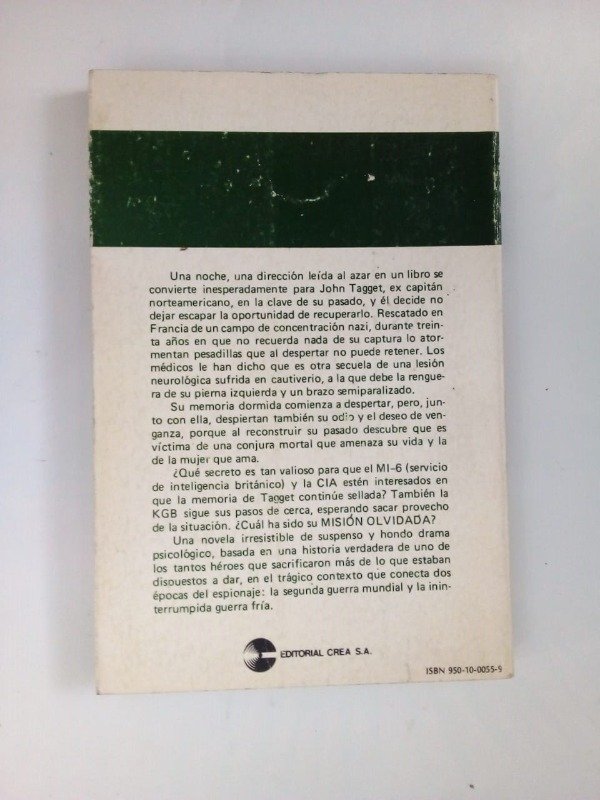 Una noche, una dirección leída al azar en un libro se
convierte inesperadamente para John Tagget, ex capitán
norteamericano, en la clave de su pasado, y él decide no
dejar escapar la oportunidad de recuperarlo. Rescatado en
Francia de un campo de concentración nazi, durante trein-
ta años en que no recuerda nada de su captura lo ator-
mentan pesadillas que al despertar no puede retener. Los
médicos le han dicho que es otra secuela de una lesión
neurológica sufrida en cautiverio, a la que debe la rengue-
ra de su pierna izquierda y un brazo semiparalizado.
Su memoria dormida comienza a despertar, pero, jun-
to con ella, despiertan también su odio y el deseo de ven-
ganza, porque al reconstruir su pasado descubre que es
víctima de una conjura mortal que amenaza su vida y la
de la mujer que ama.
¿Qué secreto es tan valioso para que el MI-6 (servicio
de inteligencia británico) y la CIA estén interesados en
que la memoria de Tagget continúe sellada? También la
KGB sigue sus pasos de cerca, esperando sacar provecho
de la situación. ¿Cuál ha sido su MISIÓN OLVIDADA?
Una novela irresistible de suspenso y hondo drama
psicológico, basada en una historia verdadera de uno de
los tantos héroes que sacrificaron más de lo que estaban
dispuestos a dar, en el trágico contexto que conecta dos
épocas del espionaje: la segunda guerra mundial y la inin-
terrumpida guerra fría.
EDITORIAL CREA S.A.
ISBN 950-10-0055-9